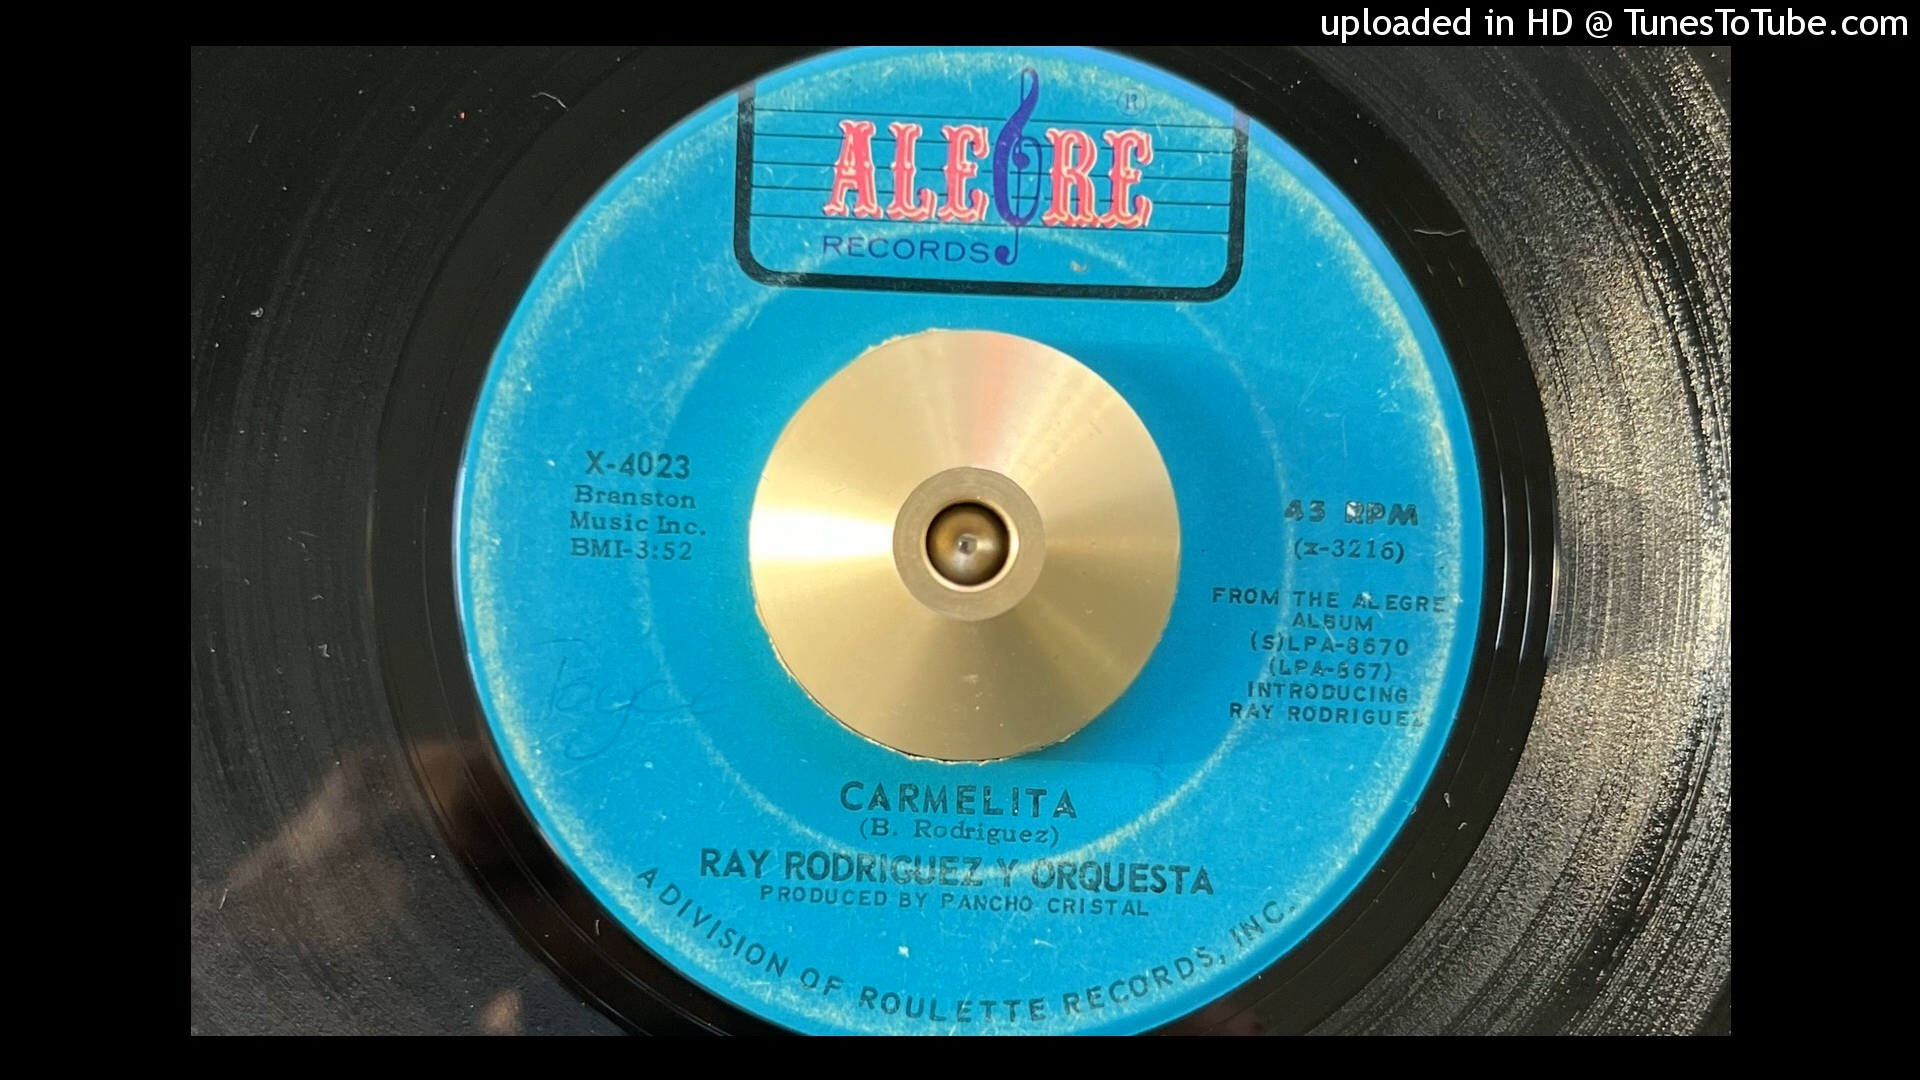 uploaded in HD @ TunesToTube.com
ALEGRE
RECORDS
®
X-4023
Branston
Music Inc.
BMI-3:52
45 RPM
(x-3216)
FROM THE ALEGRE
ALBUM
(S)LPA-8670
(LPA-867)
INTRODUCING
RAY RODRIGUEZ
CARMELITA
(B. Rodriguez)
RAY RODRIGUEZ Y ORQUESTA
PRODUCED BY PANCHO CRISTAL
A DIVISION OF ROULETTE RECORDS, INC.